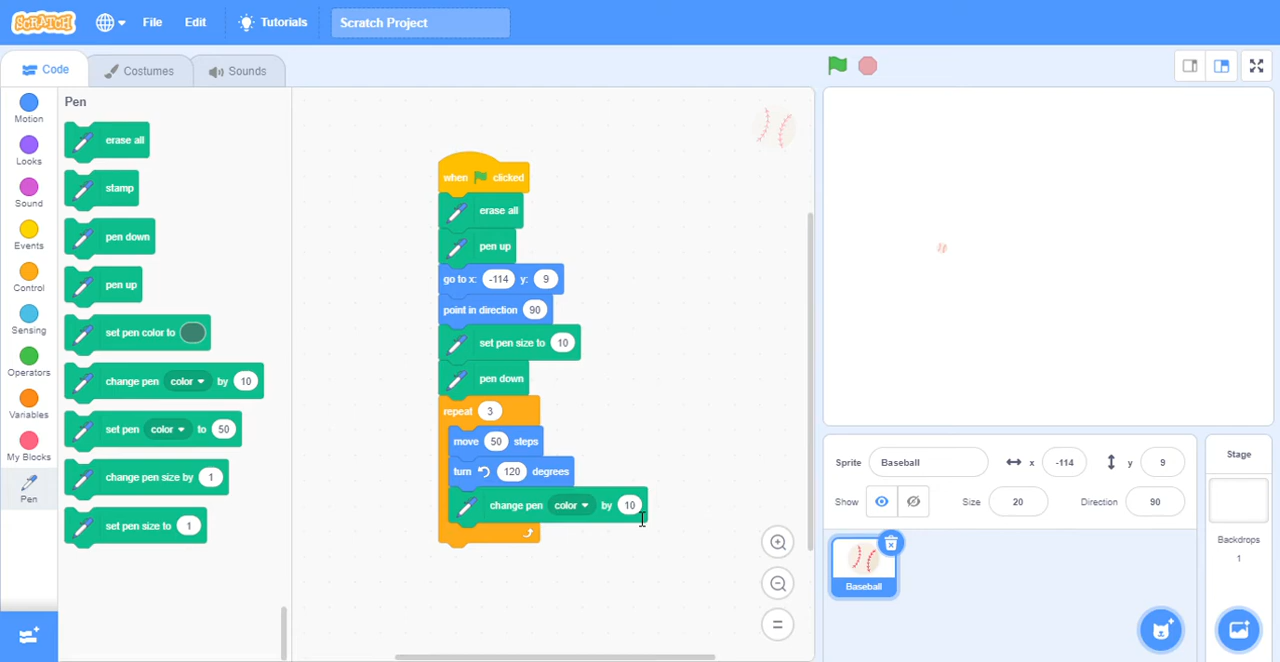 SCRATCH File Edit Tutorials Scratch Project
Code Costumes Sounds
Motion
Looks
Sound
Events
Control
Sensing
Operators
Variables
My Blocks
Pen
Pen
erase all
stamp
pen down
pen up
set pen color to
change pen color by 10
set pen color to 50
change pen size by 1
set pen size to 1
when clicked
erase all
pen up
go to x: -114 y: 9
point in direction 90
set pen size to 10
pen down
repeat 3
move 50 steps
turn 120 degrees
change pen color by 10
Sprite Baseball x -114 y 9
Show Size 20 Direction 90
Baseball
Stage
Backdrops
1